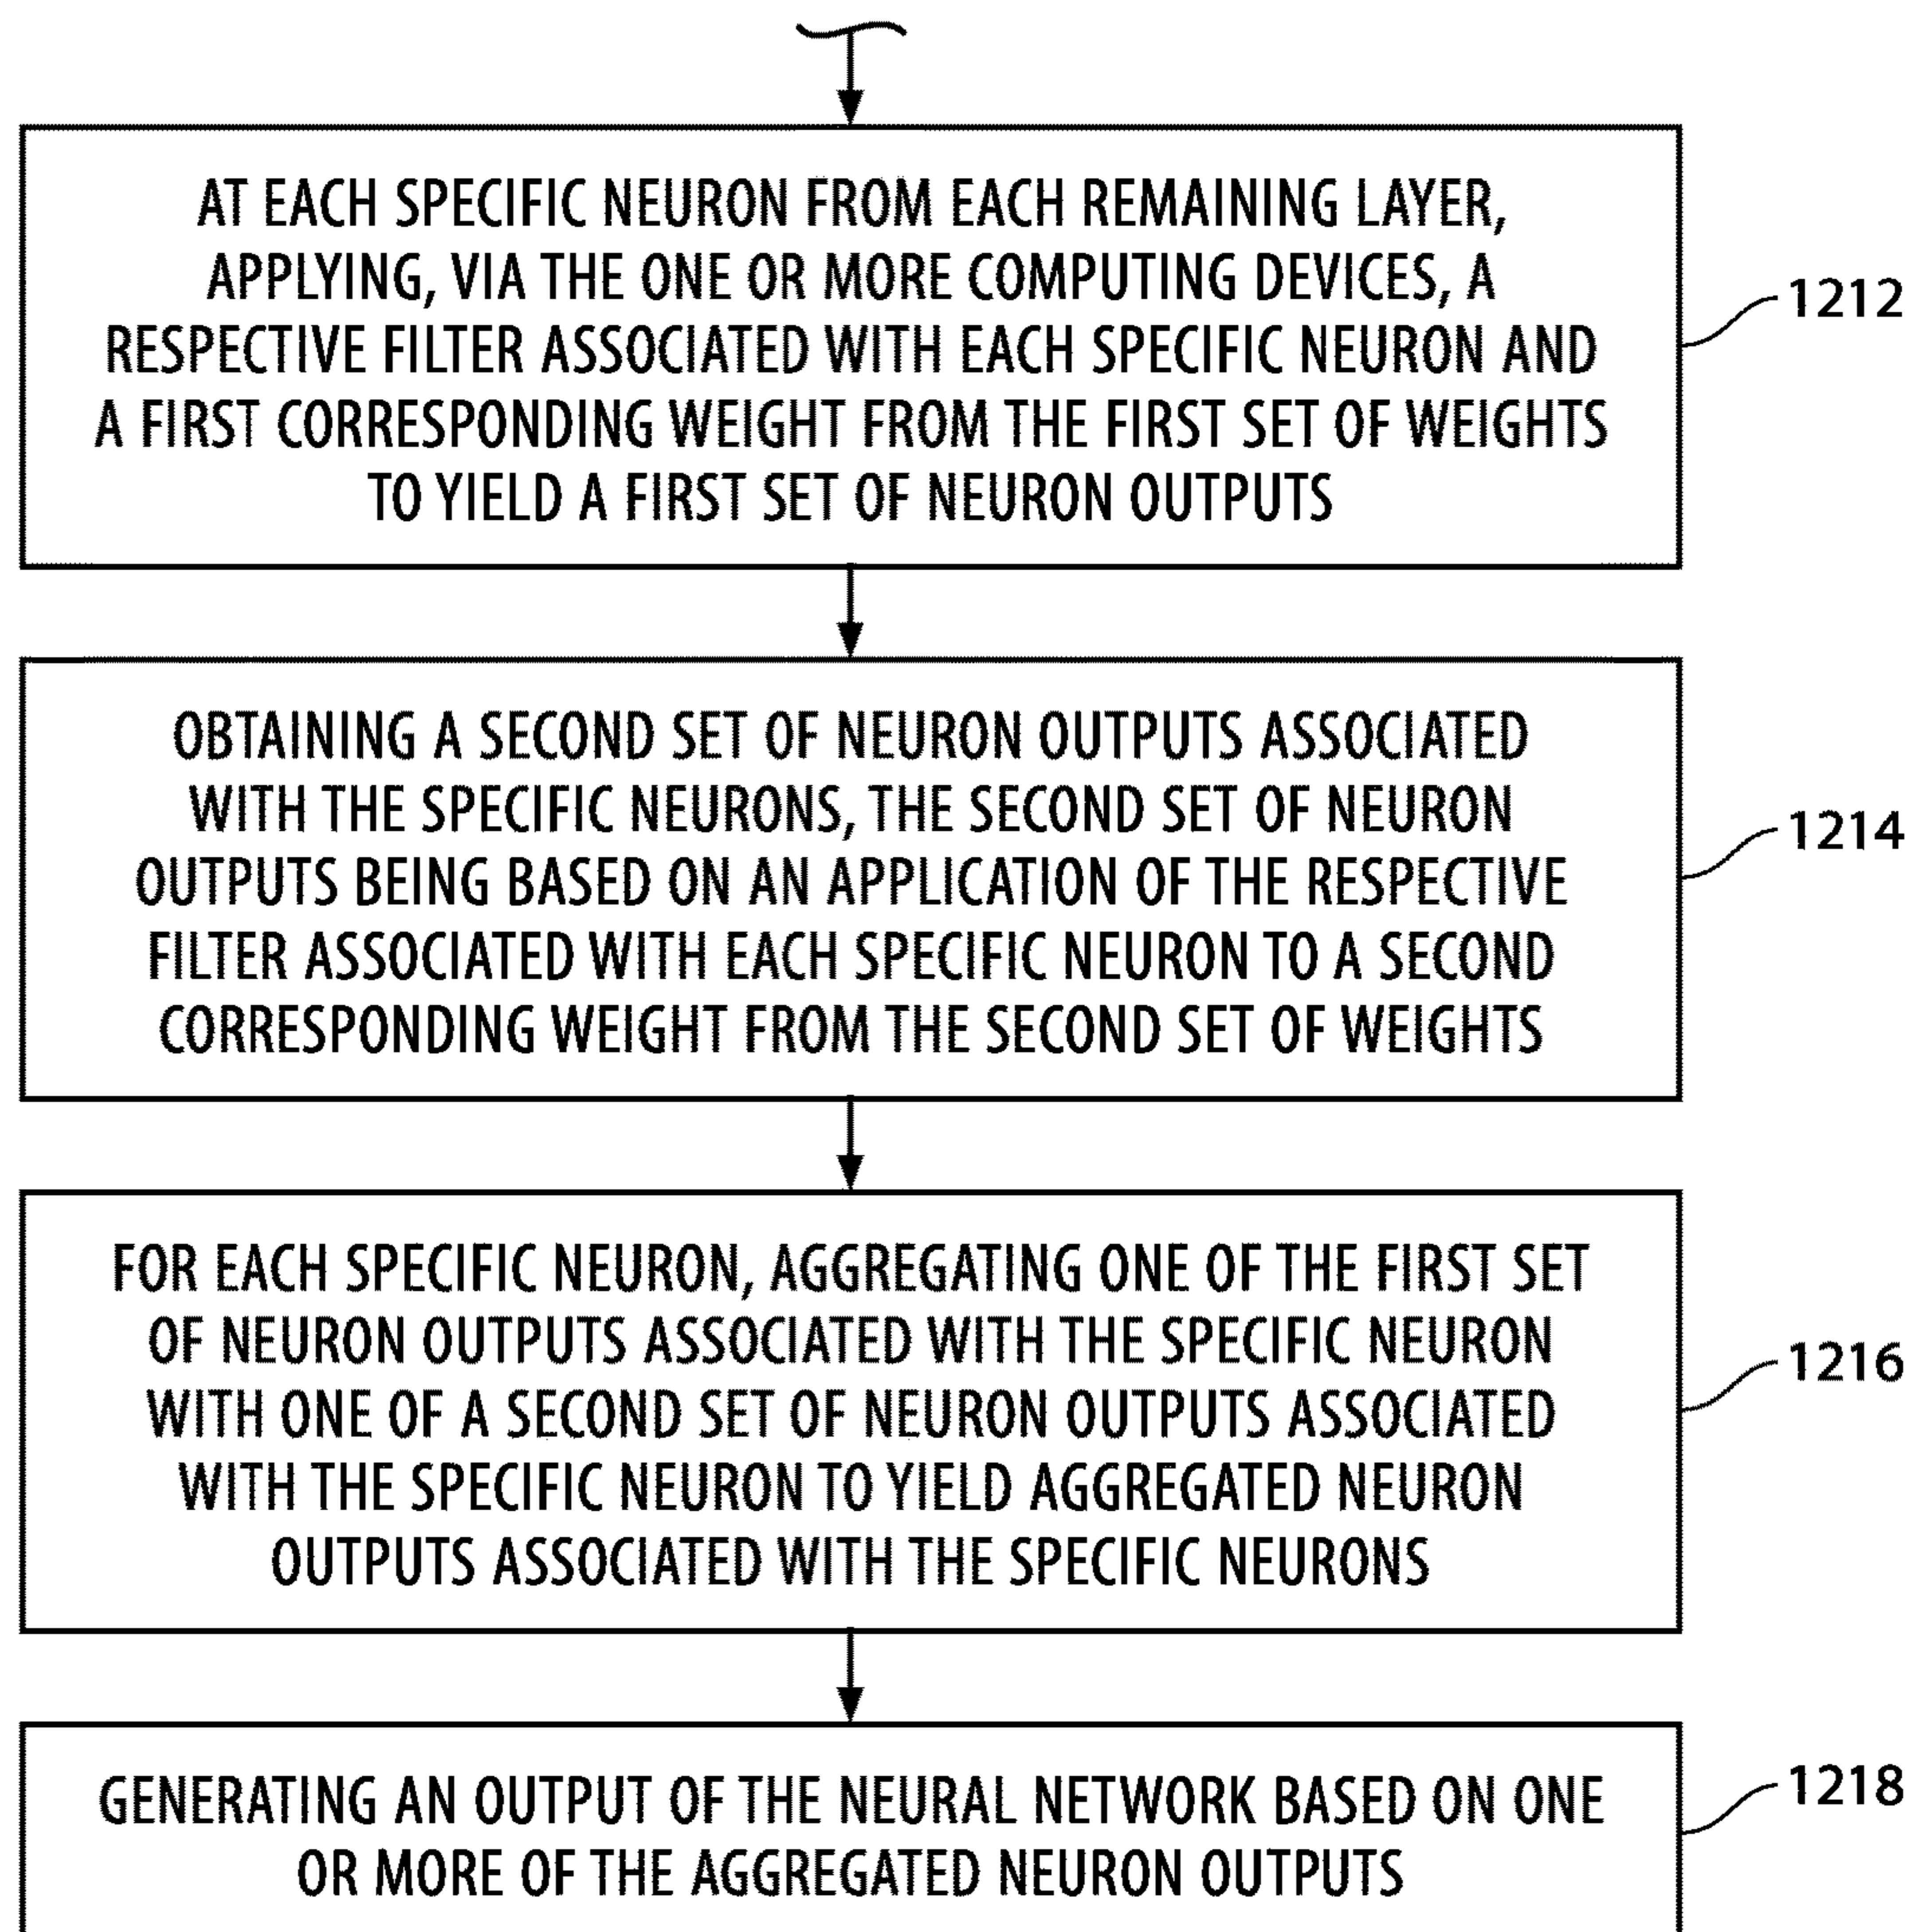 AT EACH SPECIFIC NEURON FROM EACH REMAINING LAYER,
APPLYING, VIA THE ONE OR MORE COMPUTING DEVICES, A
RESPECTIVE FILTER ASSOCIATED WITH EACH SPECIFIC NEURON AND
A FIRST CORRESPONDING WEIGHT FROM THE FIRST SET OF WEIGHTS
TO YIELD A FIRST SET OF NEURON OUTPUTS
1212
OBTAINING A SECOND SET OF NEURON OUTPUTS ASSOCIATED
WITH THE SPECIFIC NEURONS, THE SECOND SET OF NEURON
OUTPUTS BEING BASED ON AN APPLICATION OF THE RESPECTIVE
FILTER ASSOCIATED WITH EACH SPECIFIC NEURON TO A SECOND
CORRESPONDING WEIGHT FROM THE SECOND SET OF WEIGHTS
1214
FOR EACH SPECIFIC NEURON, AGGREGATING ONE OF THE FIRST SET
OF NEURON OUTPUTS ASSOCIATED WITH THE SPECIFIC NEURON
WITH ONE OF A SECOND SET OF NEURON OUTPUTS ASSOCIATED
WITH THE SPECIFIC NEURON TO YIELD AGGREGATED NEURON
OUTPUTS ASSOCIATED WITH THE SPECIFIC NEURONS
1216
GENERATING AN OUTPUT OF THE NEURAL NETWORK BASED ON ONE
OR MORE OF THE AGGREGATED NEURON OUTPUTS
1218